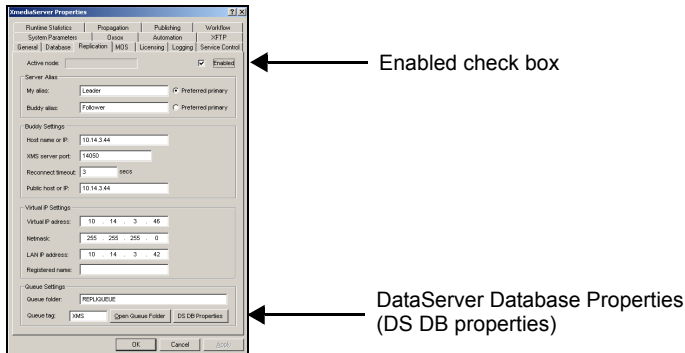 XmediaServer Properties
Runtime Statistics Propagation Publishing Workflow
System Parameters Oxsox Automation XFTP
General Database Replication MOS Licensing Logging Service Control
Active node: Enabled
Server Alias
My alias: Leader Preferred primary
Buddy alias: Follower Preferred primary
Buddy Settings
Host name or IP: 10.14.3.44
XMS server port: 14050
Reconnect timeout: 3 secs
Public host or IP: 10.14.3.44
Virtual IP Settings
Virtual IP adress: 10 . 14 . 3 . 46
Netmask: 255 . 255 . 255 . 0
LAN IP address: 10 . 14 . 3 . 42
Registered name:
Queue Settings
Queue folder: REPLIQUEUE
Queue tag: XMS Open Queue Folder DS DB Properties
OK Cancel Apply
Enabled check box
DataServer Database Properties
(DS DB properties)